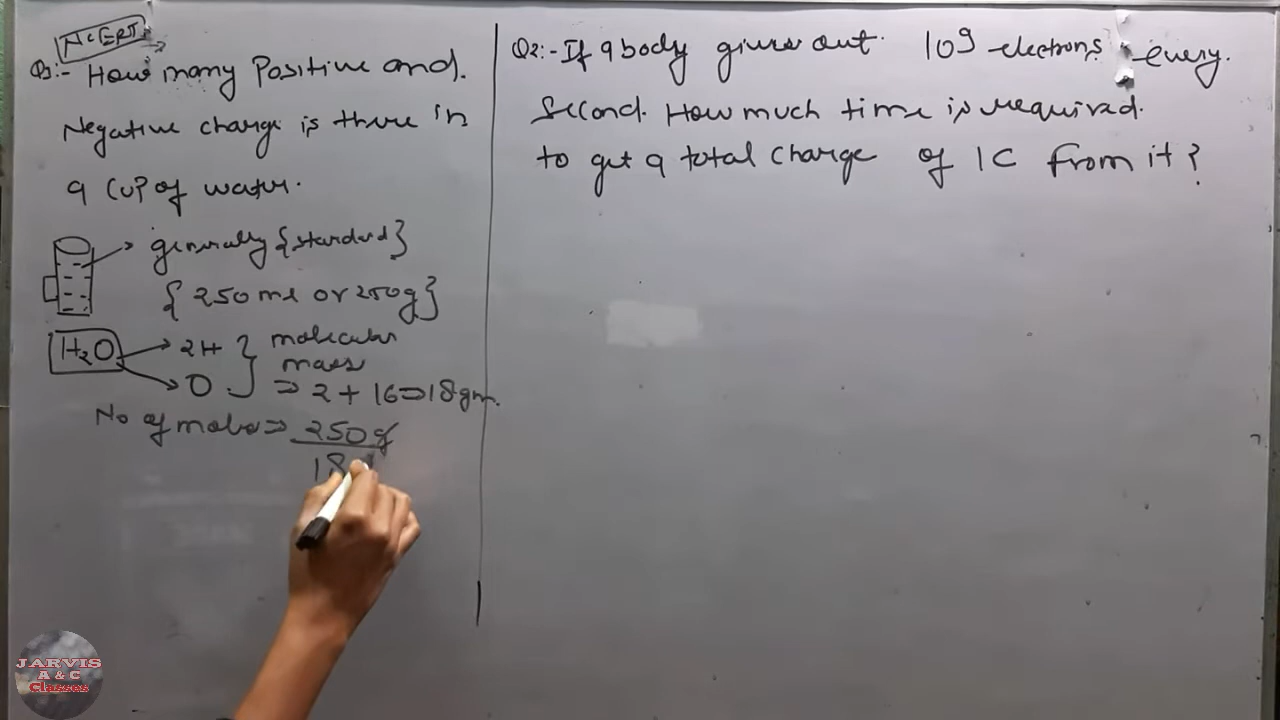 NCERT
Q1:- How many Positive and.
Negative charge is there in
a Cup of water.
generally {standard}
{250 ml or 250g}
H2O
2H
O
molecular
mass
⇒ 2 + 16 ⇒ 18 gm.
No of moles ⇒ 250g
18
Q2:- If a body gives out 10^9 electrons every.
Second. How much time is required.
to get a total charge of 1C from it?
JARVIS
A & C
Classes